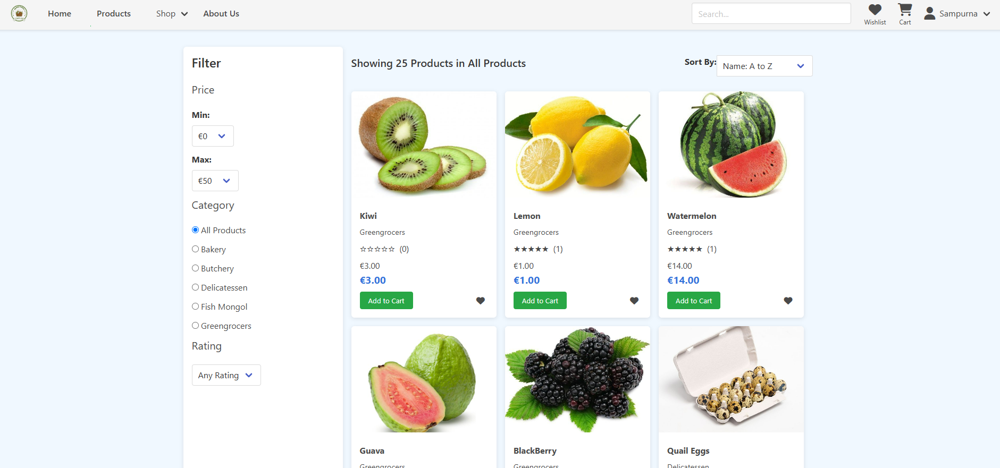 Home Products Shop About Us Search... Wishlist Cart Sampurna
Filter
Price
Min:
€0
Max:
€50
Category
All Products
Bakery
Butchery
Delicatessen
Fish Mongol
Greengrocers
Rating
Any Rating
Showing 25 Products in All Products
Sort By: Name: A to Z
Kiwi
Greengrocers
☆☆☆☆☆ (0)
€3.00
€3.00
Add to Cart
Lemon
Greengrocers
★★★★★ (1)
€1.00
€1.00
Add to Cart
Watermelon
Greengrocers
★★★★★ (1)
€14.00
€14.00
Add to Cart
Guava
Greengrocers
BlackBerry
Greengrocers
Quail Eggs
Delicatessen